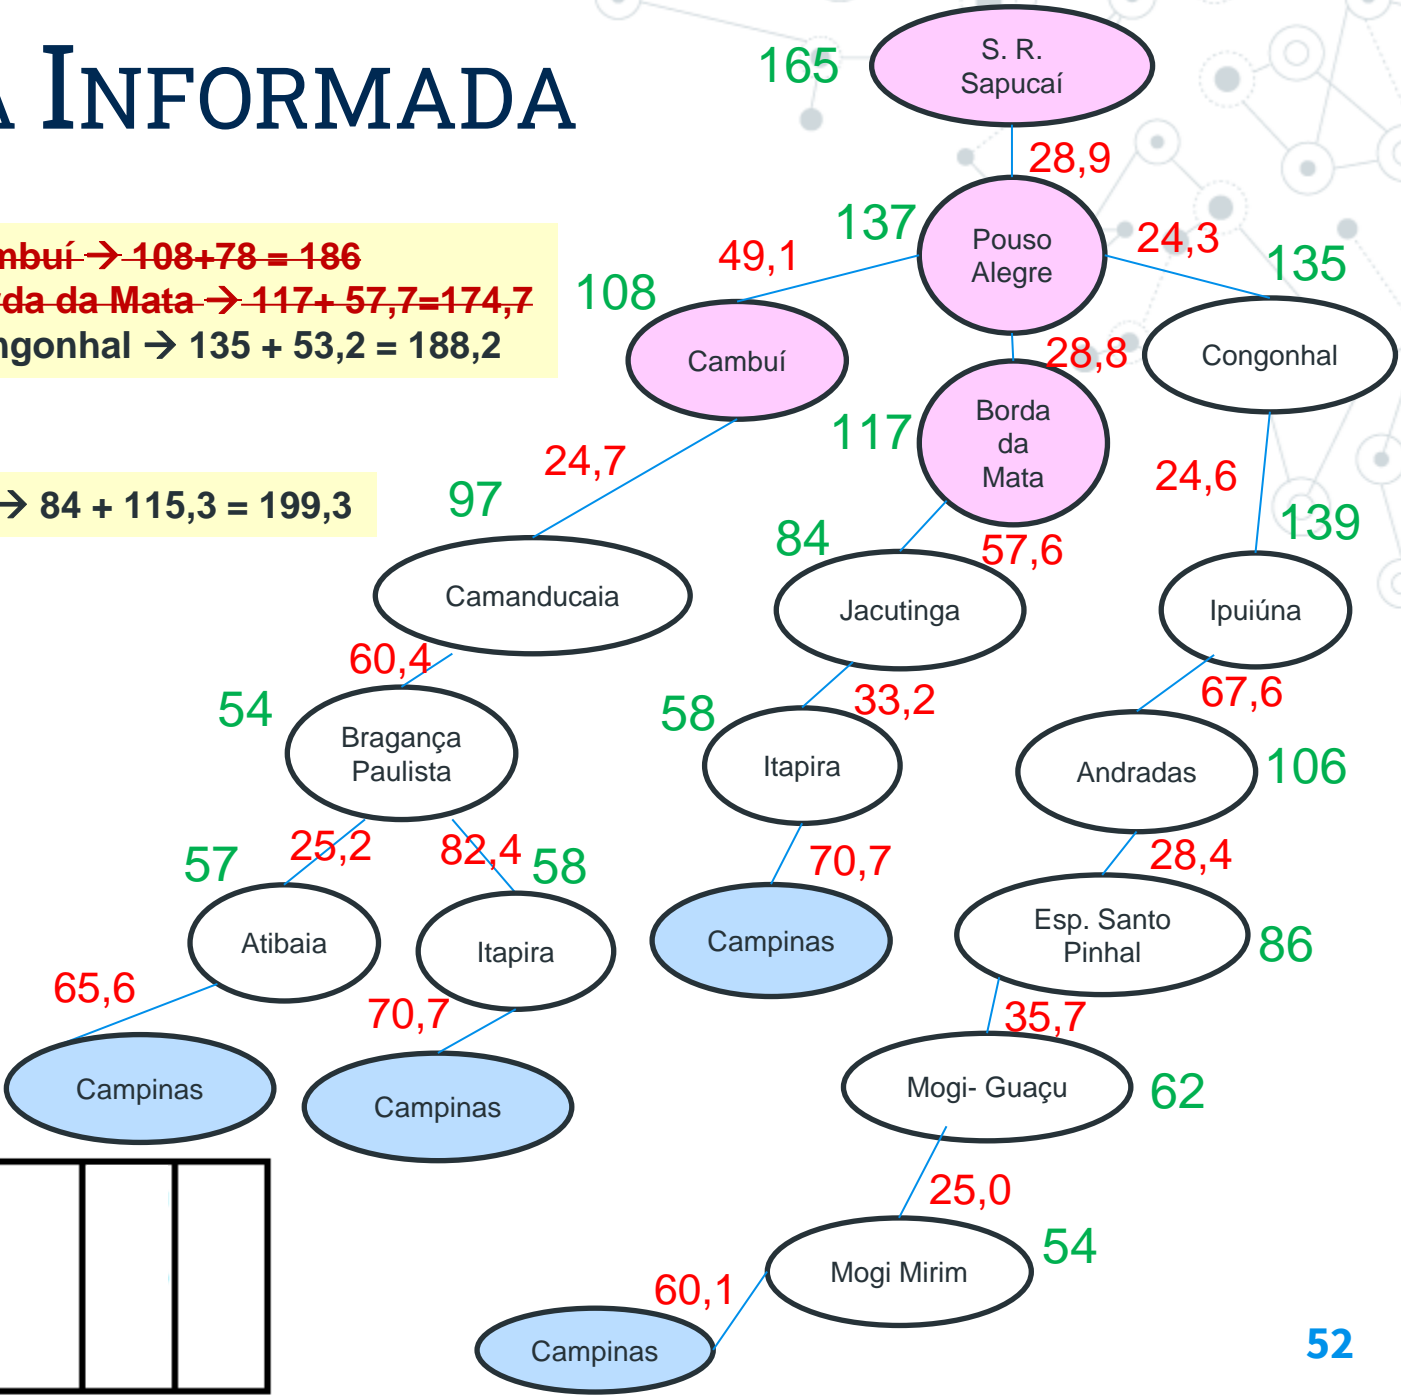 A INFORMADA
mbuí → 108+78 = 186
rda da Mata → 117+ 57,7=174,7
ngonhal → 135 + 53,2 = 188,2
→ 84 + 115,3 = 199,3
165
S. R.
Sapucaí
28,9
137
Pouso
Alegre
49,1
24,3
108
135
Cambuí
28,8
Congonhal
117
Borda
da
Mata
24,7
24,6
97
84
57,6
139
Camanducaia
Jacutinga
Ipuiúna
60,4
33,2
67,6
54
Bragança
Paulista
58
Itapira
Andradas
106
25,2
82,4
57
58
70,7
28,4
Atibaia
Itapira
Campinas
Esp. Santo
Pinhal
86
65,6
70,7
35,7
Campinas
Campinas
Mogi- Guaçu
62
25,0
Mogi Mirim
54
60,1
Campinas
52